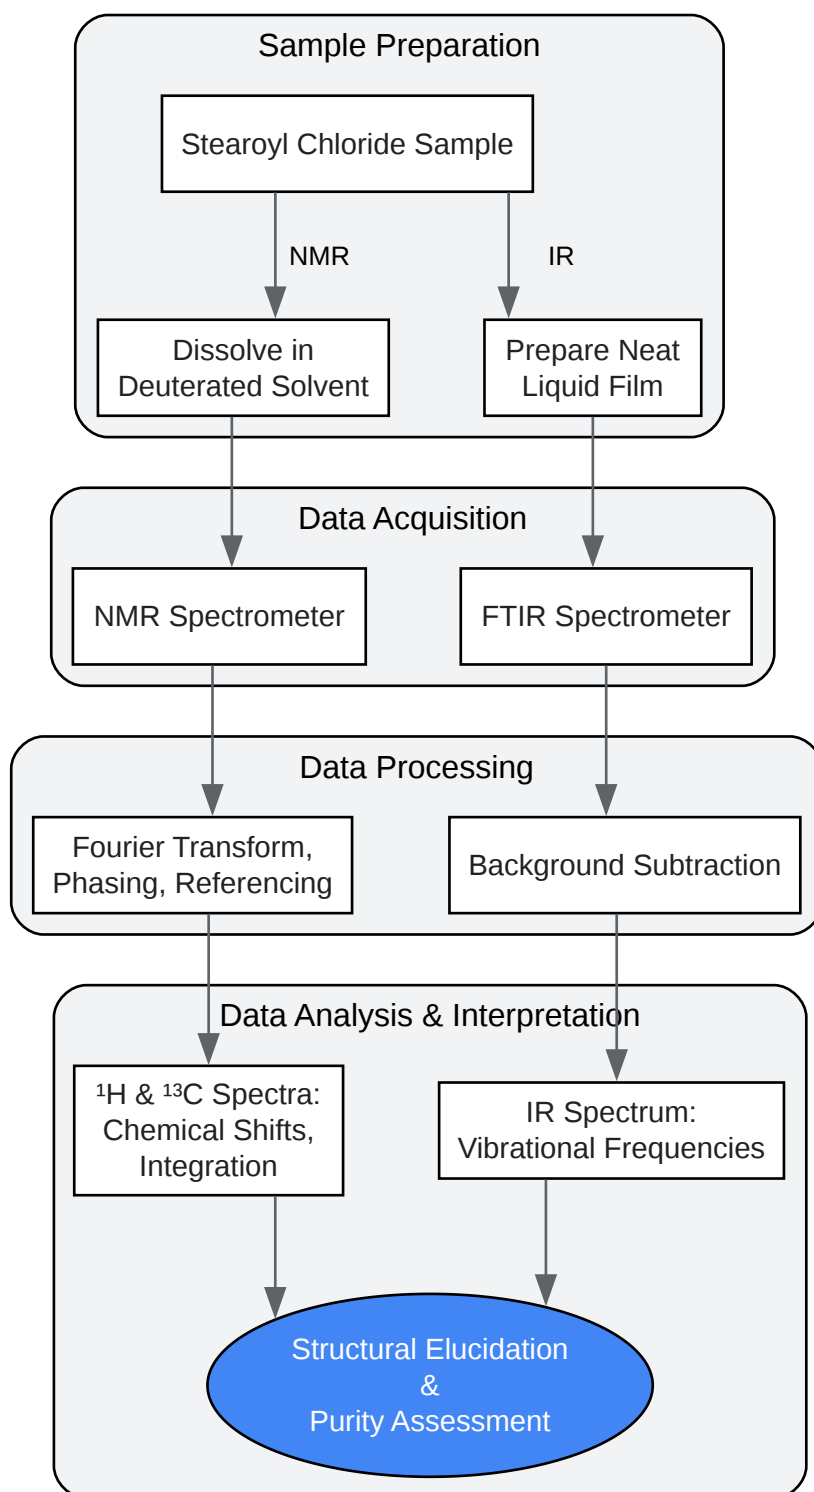 Sample Preparation
Stearoyl Chloride Sample
NMR
IR
Dissolve in
Deuterated Solvent
Prepare Neat
Liquid Film
Data Acquisition
NMR Spectrometer
FTIR Spectrometer
Data Processing
Fourier Transform,
Phasing, Referencing
Background Subtraction
Data Analysis & Interpretation
¹H & ¹³C Spectra:
Chemical Shifts,
Integration
IR Spectrum:
Vibrational Frequencies
Structural Elucidation
&
Purity Assessment